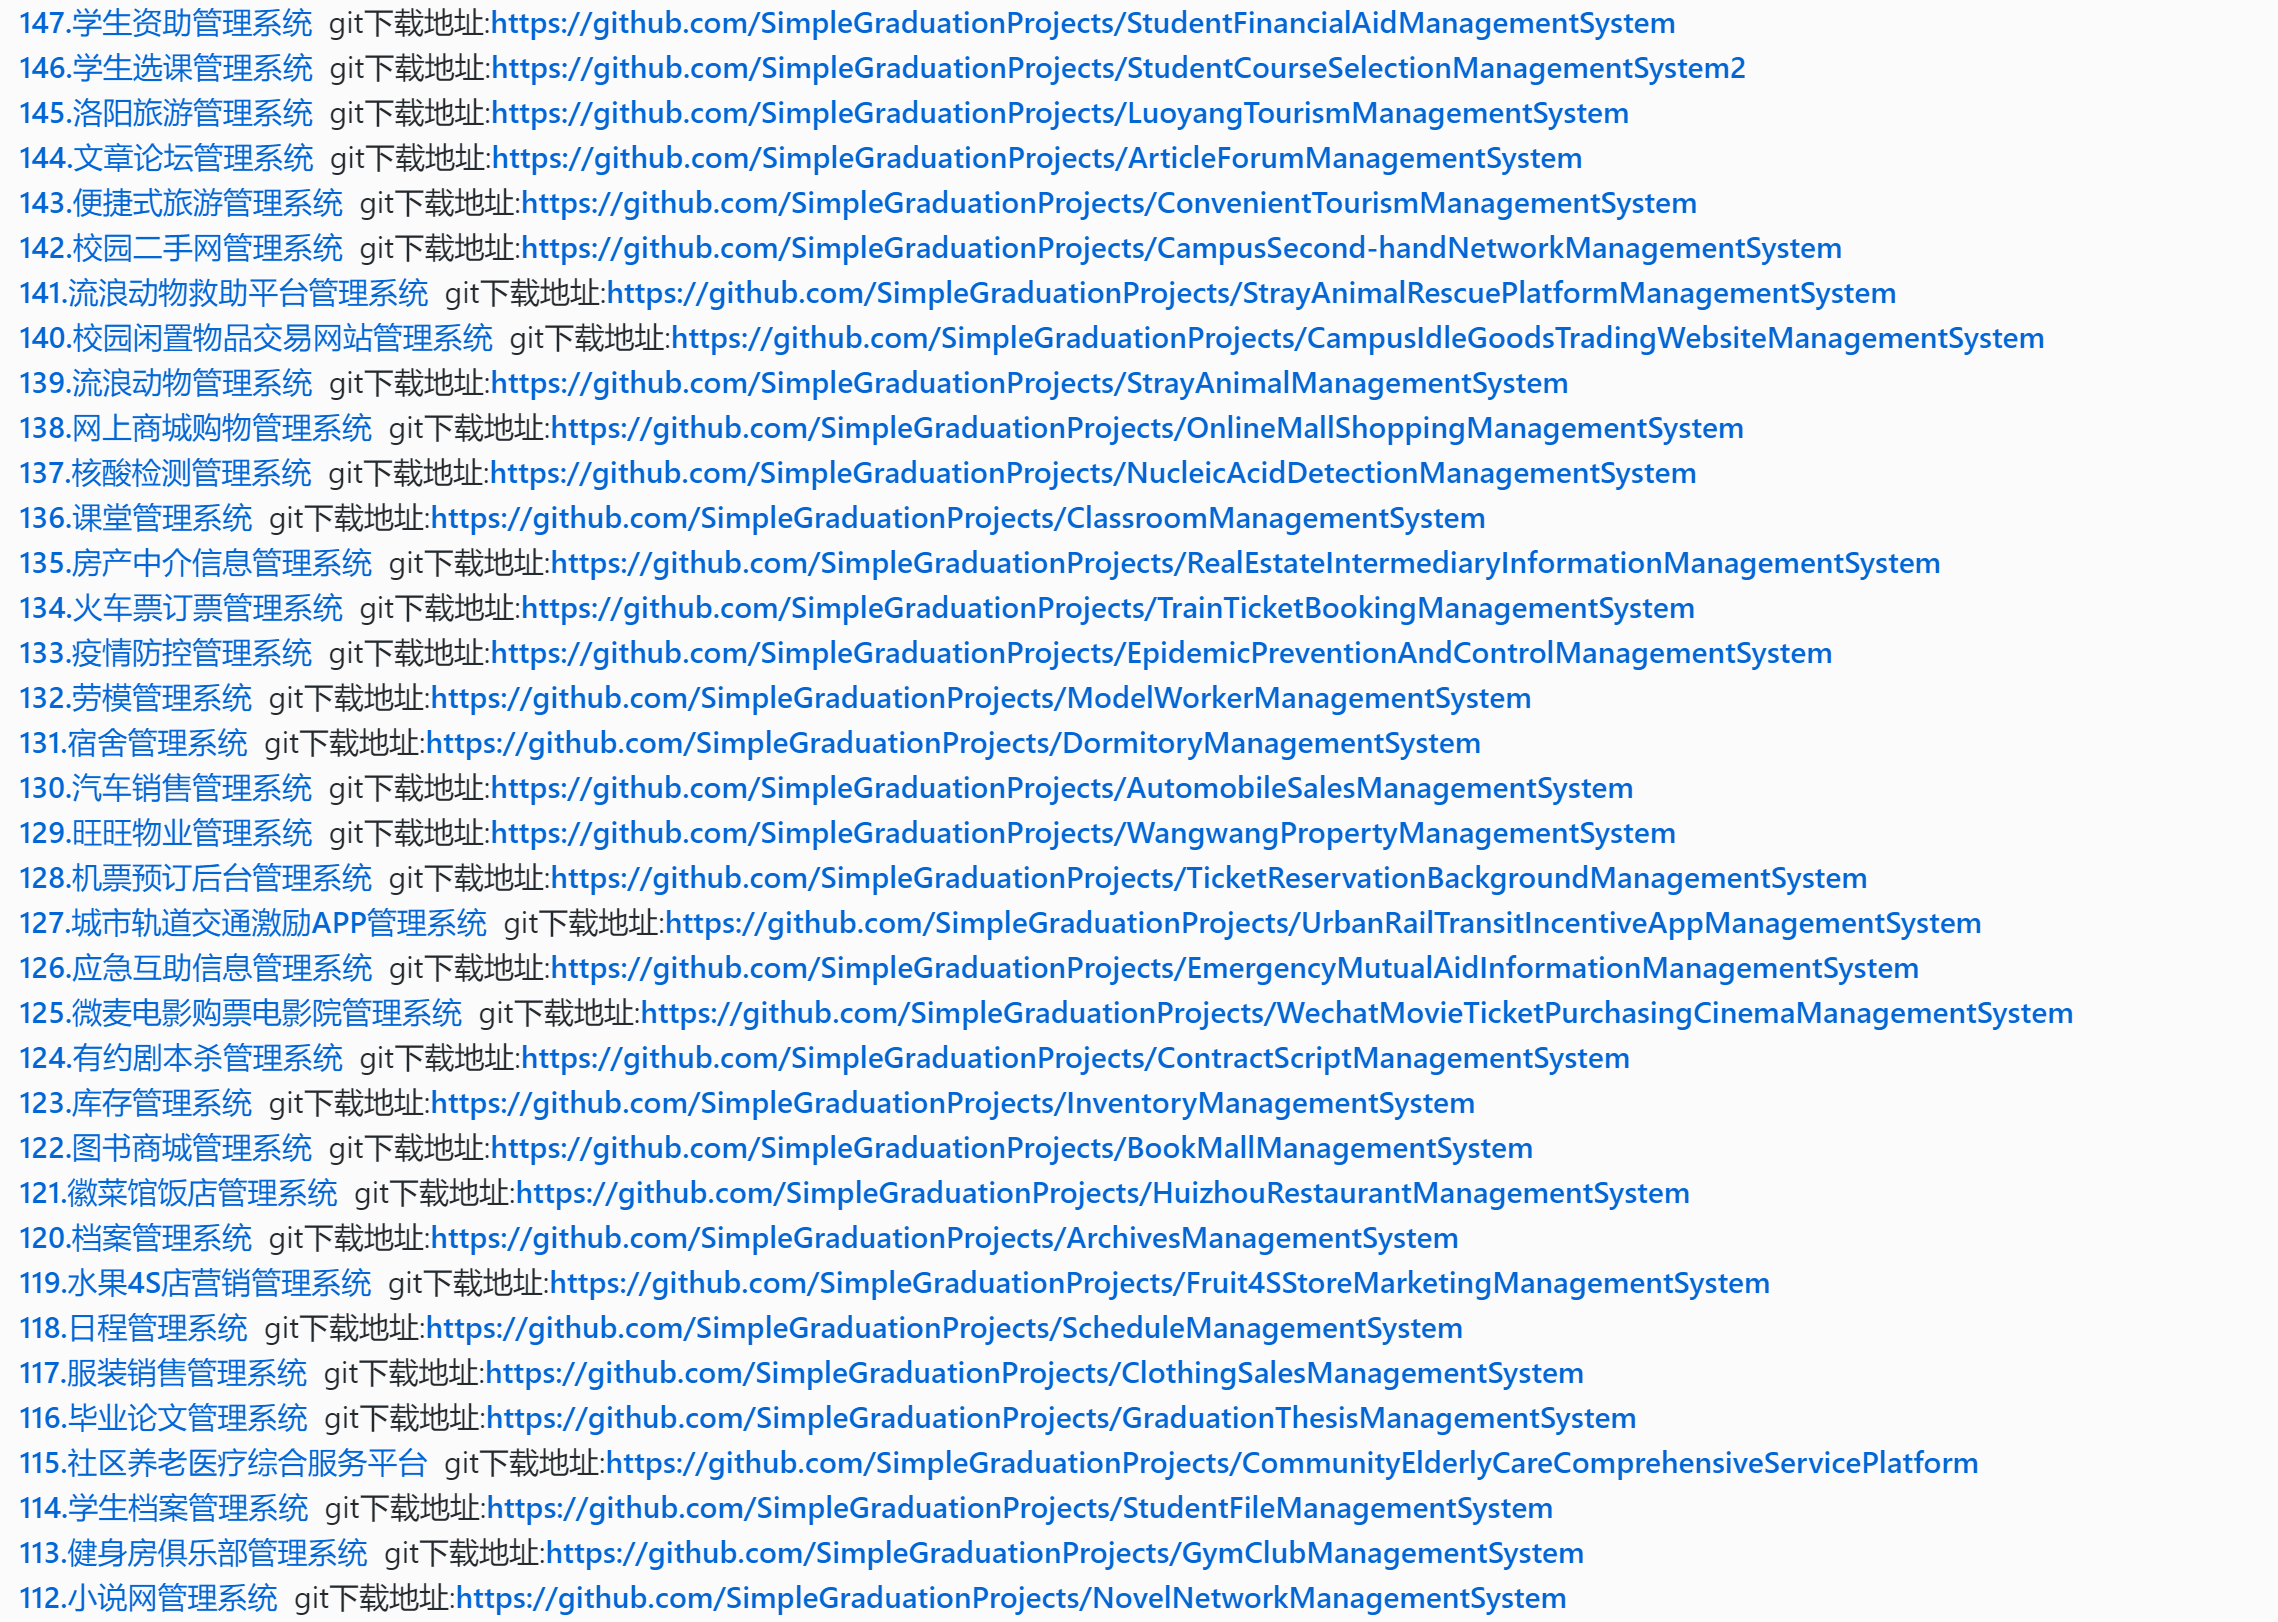 147.学生资助管理系统 git下载地址:https://github.com/SimpleGraduationProjects/StudentFinancialAidManagementSystem
146.学生选课管理系统 git下载地址:https://github.com/SimpleGraduationProjects/StudentCourseSelectionManagementSystem2
145.洛阳旅游管理系统 git下载地址:https://github.com/SimpleGraduationProjects/LuoyangTourismManagementSystem
144.文章论坛管理系统 git下载地址:https://github.com/SimpleGraduationProjects/ArticleForumManagementSystem
143.便捷式旅游管理系统 git下载地址:https://github.com/SimpleGraduationProjects/ConvenientTourismManagementSystem
142.校园二手网管理系统 git下载地址:https://github.com/SimpleGraduationProjects/CampusSecond-handNetworkManagementSystem
141.流浪动物救助平台管理系统 git下载地址:https://github.com/SimpleGraduationProjects/StrayAnimalRescuePlatformManagementSystem
140.校园闲置物品交易网站管理系统 git下载地址:https://github.com/SimpleGraduationProjects/CampusIdleGoodsTradingWebsiteManagementSystem
139.流浪动物管理系统 git下载地址:https://github.com/SimpleGraduationProjects/StrayAnimalManagementSystem
138.网上商城购物管理系统 git下载地址:https://github.com/SimpleGraduationProjects/OnlineMallShoppingManagementSystem
137.核酸检测管理系统 git下载地址:https://github.com/SimpleGraduationProjects/NucleicAcidDetectionManagementSystem
136.课堂管理系统 git下载地址:https://github.com/SimpleGraduationProjects/ClassroomManagementSystem
135.房产中介信息管理系统 git下载地址:https://github.com/SimpleGraduationProjects/RealEstateIntermediaryInformationManagementSystem
134.火车票订票管理系统 git下载地址:https://github.com/SimpleGraduationProjects/TrainTicketBookingManagementSystem
133.疫情防控管理系统 git下载地址:https://github.com/SimpleGraduationProjects/EpidemicPreventionAndControlManagementSystem
132.劳模管理系统 git下载地址:https://github.com/SimpleGraduationProjects/ModelWorkerManagementSystem
131.宿舍管理系统 git下载地址:https://github.com/SimpleGraduationProjects/DormitoryManagementSystem
130.汽车销售管理系统 git下载地址:https://github.com/SimpleGraduationProjects/AutomobileSalesManagementSystem
129.旺旺物业管理系统 git下载地址:https://github.com/SimpleGraduationProjects/WangwangPropertyManagementSystem
128.机票预订后台管理系统 git下载地址:https://github.com/SimpleGraduationProjects/TicketReservationBackgroundManagementSystem
127.城市轨道交通激励APP管理系统 git下载地址:https://github.com/SimpleGraduationProjects/UrbanRailTransitIncentiveAppManagementSystem
126.应急互助信息管理系统 git下载地址:https://github.com/SimpleGraduationProjects/EmergencyMutualAidInformationManagementSystem
125.微麦电影购票电影院管理系统 git下载地址:https://github.com/SimpleGraduationProjects/WechatMovieTicketPurchasingCinemaManagementSystem
124.有约剧本杀管理系统 git下载地址:https://github.com/SimpleGraduationProjects/ContractScriptManagementSystem
123.库存管理系统 git下载地址:https://github.com/SimpleGraduationProjects/InventoryManagementSystem
122.图书商城管理系统 git下载地址:https://github.com/SimpleGraduationProjects/BookMallManagementSystem
121.徽菜馆饭店管理系统 git下载地址:https://github.com/SimpleGraduationProjects/HuizhouRestaurantManagementSystem
120.档案管理系统 git下载地址:https://github.com/SimpleGraduationProjects/ArchivesManagementSystem
119.水果4S店营销管理系统 git下载地址:https://github.com/SimpleGraduationProjects/Fruit4SStoreMarketingManagementSystem
118.日程管理系统 git下载地址:https://github.com/SimpleGraduationProjects/ScheduleManagementSystem
117.服装销售管理系统 git下载地址:https://github.com/SimpleGraduationProjects/ClothingSalesManagementSystem
116.毕业论文管理系统 git下载地址:https://github.com/SimpleGraduationProjects/GraduationThesisManagementSystem
115.社区养老医疗综合服务平台 git下载地址:https://github.com/SimpleGraduationProjects/CommunityElderlyCareComprehensiveServicePlatform
114.学生档案管理系统 git下载地址:https://github.com/SimpleGraduationProjects/StudentFileManagementSystem
113.健身房俱乐部管理系统 git下载地址:https://github.com/SimpleGraduationProjects/GymClubManagementSystem
112.小说网管理系统 git下载地址:https://github.com/SimpleGraduationProjects/NovelNetworkManagementSystem